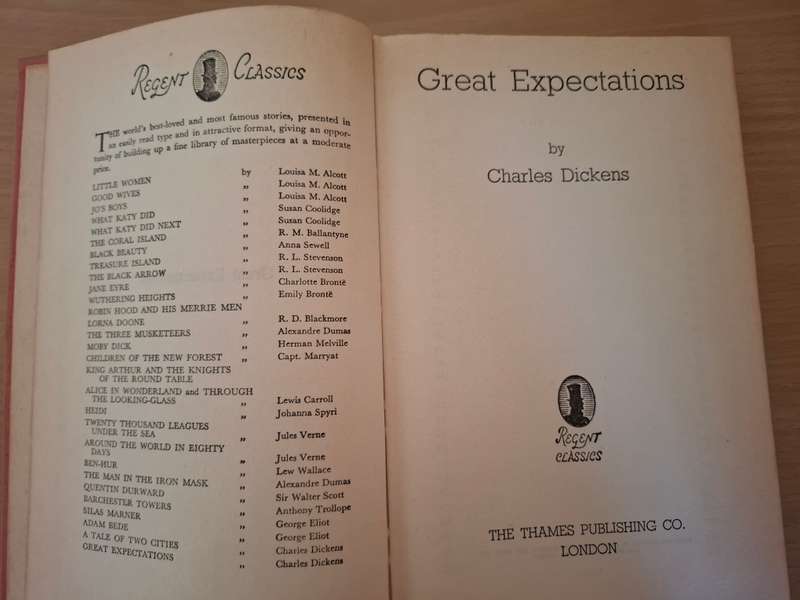 REGENT CLASSICS
THE world's best-loved and most famous stories, presented in
an easily read type and in attractive format, giving an oppor-
tunity of building up a fine library of masterpieces at a moderate
price.
LITTLE WOMEN by Louisa M. Alcott
GOOD WIVES „ Louisa M. Alcott
JO'S BOYS „ Louisa M. Alcott
WHAT KATY DID „ Susan Coolidge
WHAT KATY DID NEXT „ Susan Coolidge
THE CORAL ISLAND „ R. M. Ballantyne
BLACK BEAUTY „ Anna Sewell
TREASURE ISLAND „ R. L. Stevenson
THE BLACK ARROW „ R. L. Stevenson
JANE EYRE „ Charlotte Brontë
WUTHERING HEIGHTS „ Emily Brontë
ROBIN HOOD AND HIS MERRIE MEN
LORNA DOONE „ R. D. Blackmore
THE THREE MUSKETEERS „ Alexandre Dumas
MOBY DICK „ Herman Melville
CHILDREN OF THE NEW FOREST „ Capt. Marryat
KING ARTHUR AND THE KNIGHTS
OF THE ROUND TABLE
ALICE IN WONDERLAND and THROUGH
THE LOOKING-GLASS „ Lewis Carroll
HEIDI „ Johanna Spyri
TWENTY THOUSAND LEAGUES
UNDER THE SEA „ Jules Verne
AROUND THE WORLD IN EIGHTY
DAYS „ Jules Verne
BEN-HUR „ Lew Wallace
THE MAN IN THE IRON MASK „ Alexandre Dumas
QUENTIN DURWARD „ Sir Walter Scott
BARCHESTER TOWERS „ Anthony Trollope
SILAS MARNER „ George Eliot
ADAM BEDE „ George Eliot
A TALE OF TWO CITIES „ Charles Dickens
GREAT EXPECTATIONS „ Charles Dickens
Great Expectations
by
Charles Dickens
REGENT
CLASSICS
THE THAMES PUBLISHING CO.
LONDON